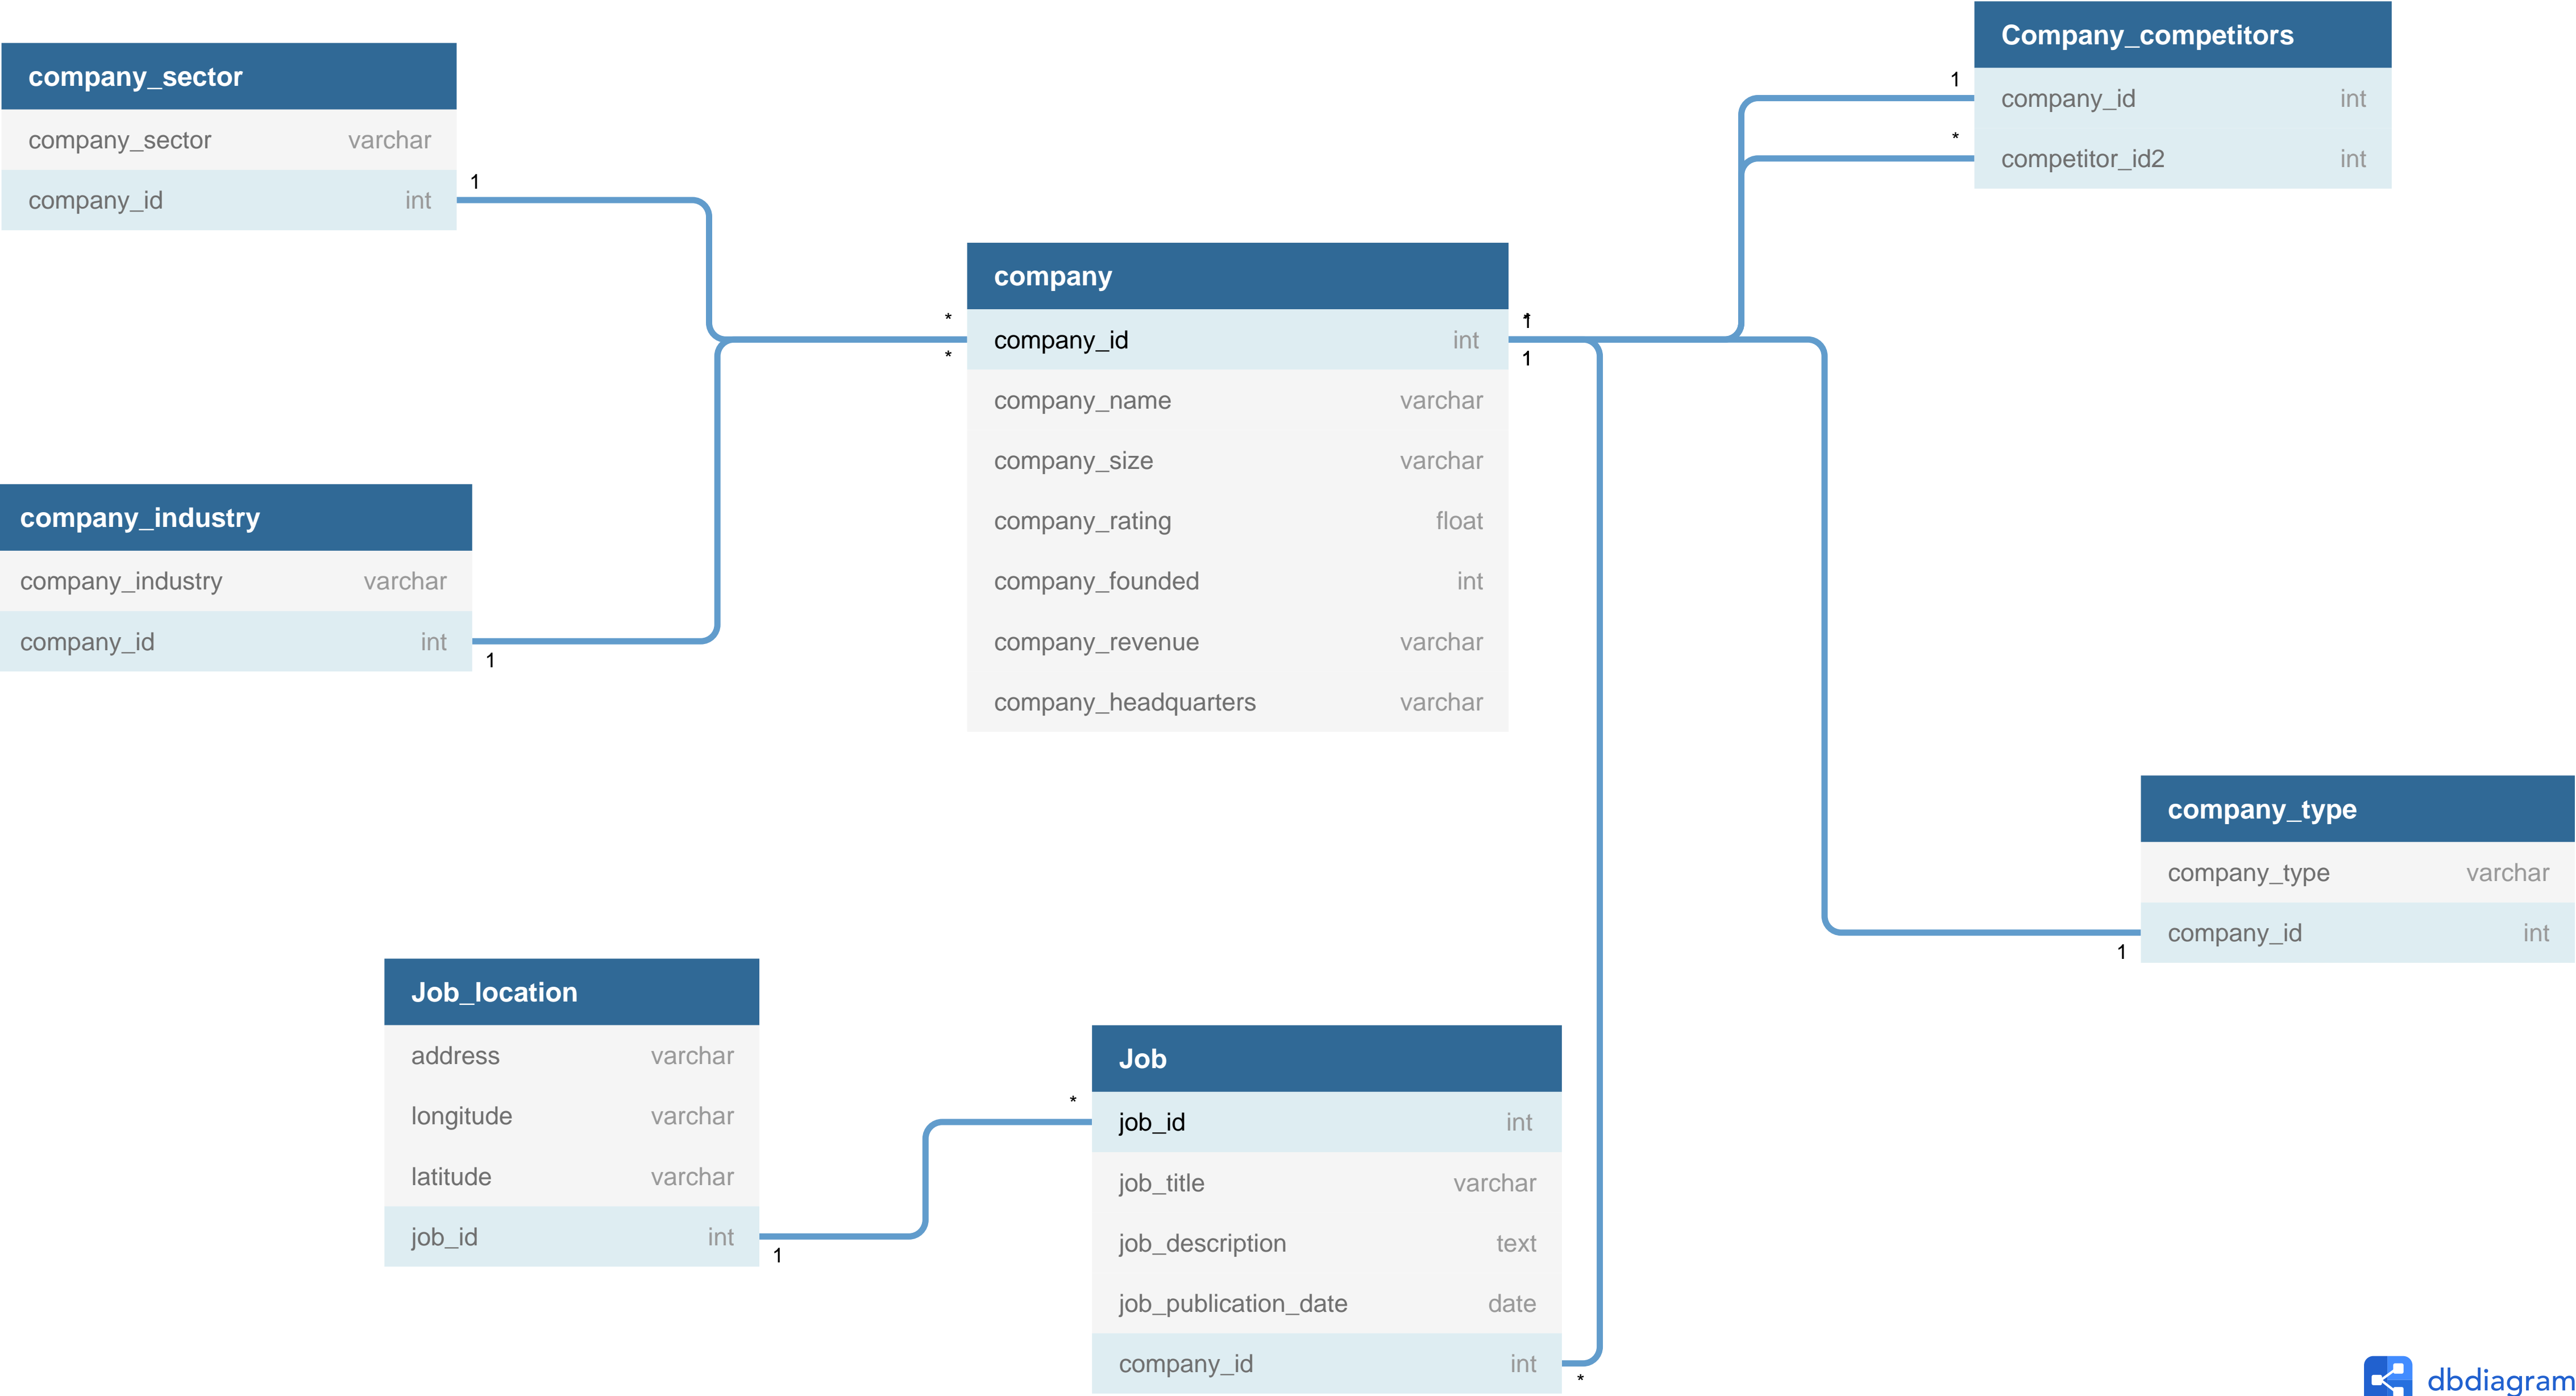 company_sector
company_sector varchar
company_id int
1
company_industry
company_industry varchar
company_id int
1
company
* company_id int 1
* 1
company_name varchar
company_size varchar
company_rating float
company_founded int
company_revenue varchar
company_headquarters varchar
Company_competitors
1 company_id int
* competitor_id2 int
company_type
company_type varchar
company_id int
1
Job_location
address varchar
longitude varchar
latitude varchar
job_id int
1
Job
*
job_id int
job_title varchar
job_description text
job_publication_date date
company_id int
*
dbdiagram